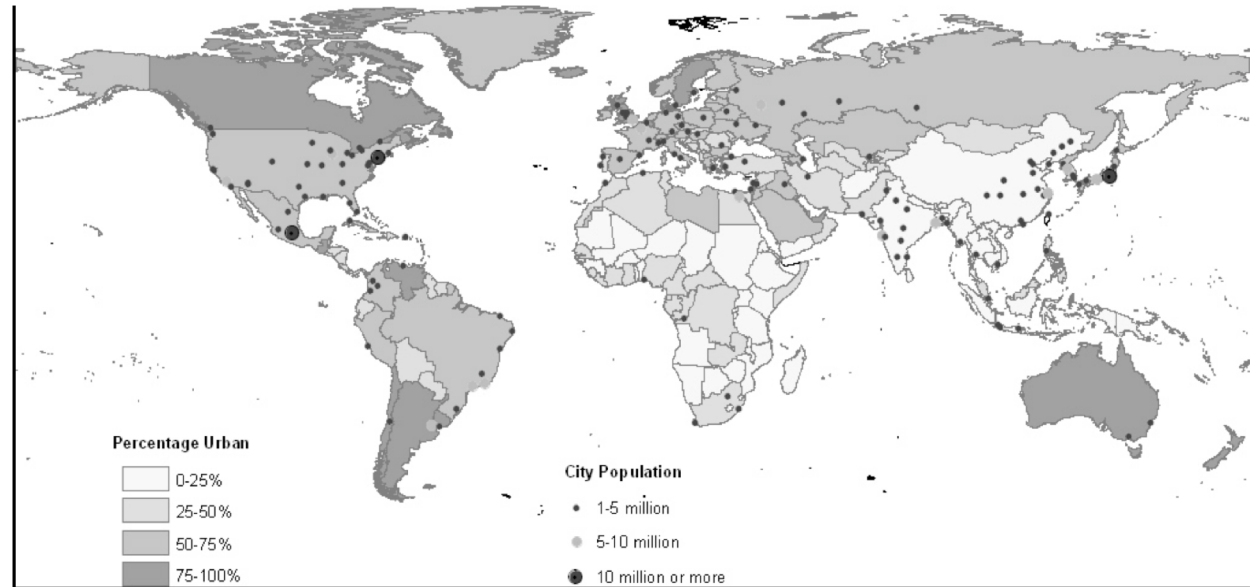 Percentage Urban
0-25%
25-50%
50-75%
75-100%
City Population
1-5 million
5-10 million
10 million or more